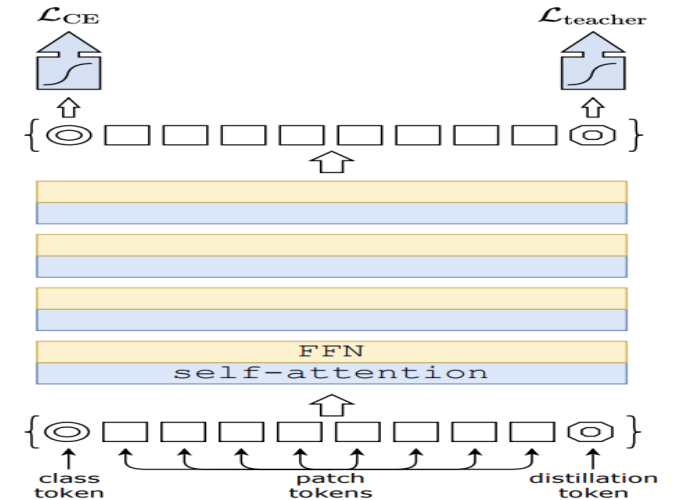 ℒCE ℒteacher
FFN
self-attention
class patch distillation
token tokens token